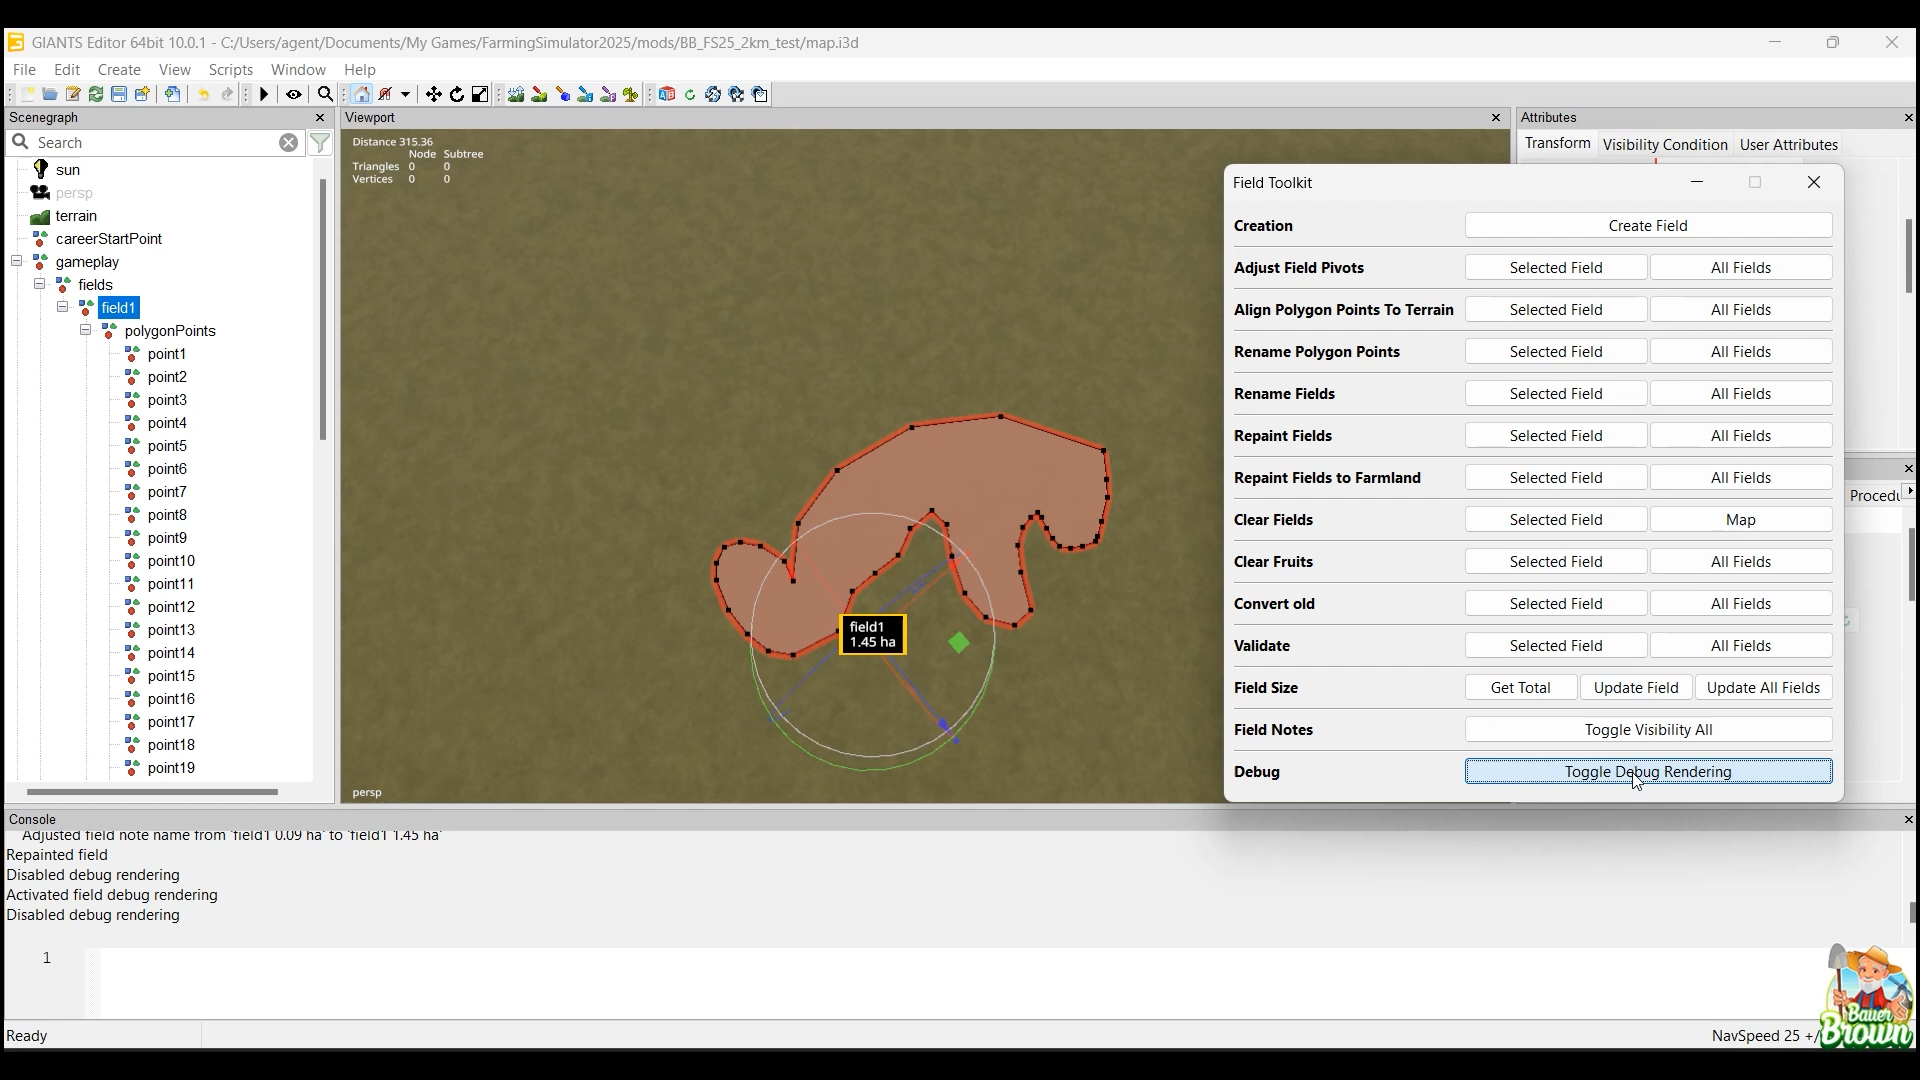 GIANTS Editor 64bit 10.0.1 - C:/Users/agent/Documents/My Games/FarmingSimulator2025/mods/BB_FS25_2km_test/map.i3d
File Edit Create View Scripts Window Help
Scenegraph
Search
sun
persp
terrain
careerStartPoint
gameplay
fields
field1
polygonPoints
point1
point2
point3
point4
point5
point6
point7
point8
point9
point10
point11
point12
point13
point14
point15
point16
point17
point18
point19
Viewport
Distance 315.36
Node Subtree
Triangles 0 0
Vertices 0 0
field1
1.45 ha
persp
Attributes
Transform Visibility Condition User Attributes
Field Toolkit
Creation Create Field
Adjust Field Pivots Selected Field All Fields
Align Polygon Points To Terrain Selected Field All Fields
Rename Polygon Points Selected Field All Fields
Rename Fields Selected Field All Fields
Repaint Fields Selected Field All Fields
Repaint Fields to Farmland Selected Field All Fields
Clear Fields Selected Field Map
Clear Fruits Selected Field All Fields
Convert old Selected Field All Fields
Validate Selected Field All Fields
Field Size Get Total Update Field Update All Fields
Field Notes Toggle Visibility All
Debug Toggle Debug Rendering
Console
Adjusted field note name from 'field1 0.09 ha' to 'field1 1.45 ha'
Repainted field
Disabled debug rendering
Activated field debug rendering
Disabled debug rendering
1
Ready
NavSpeed 25 +/
Bauer
Brown